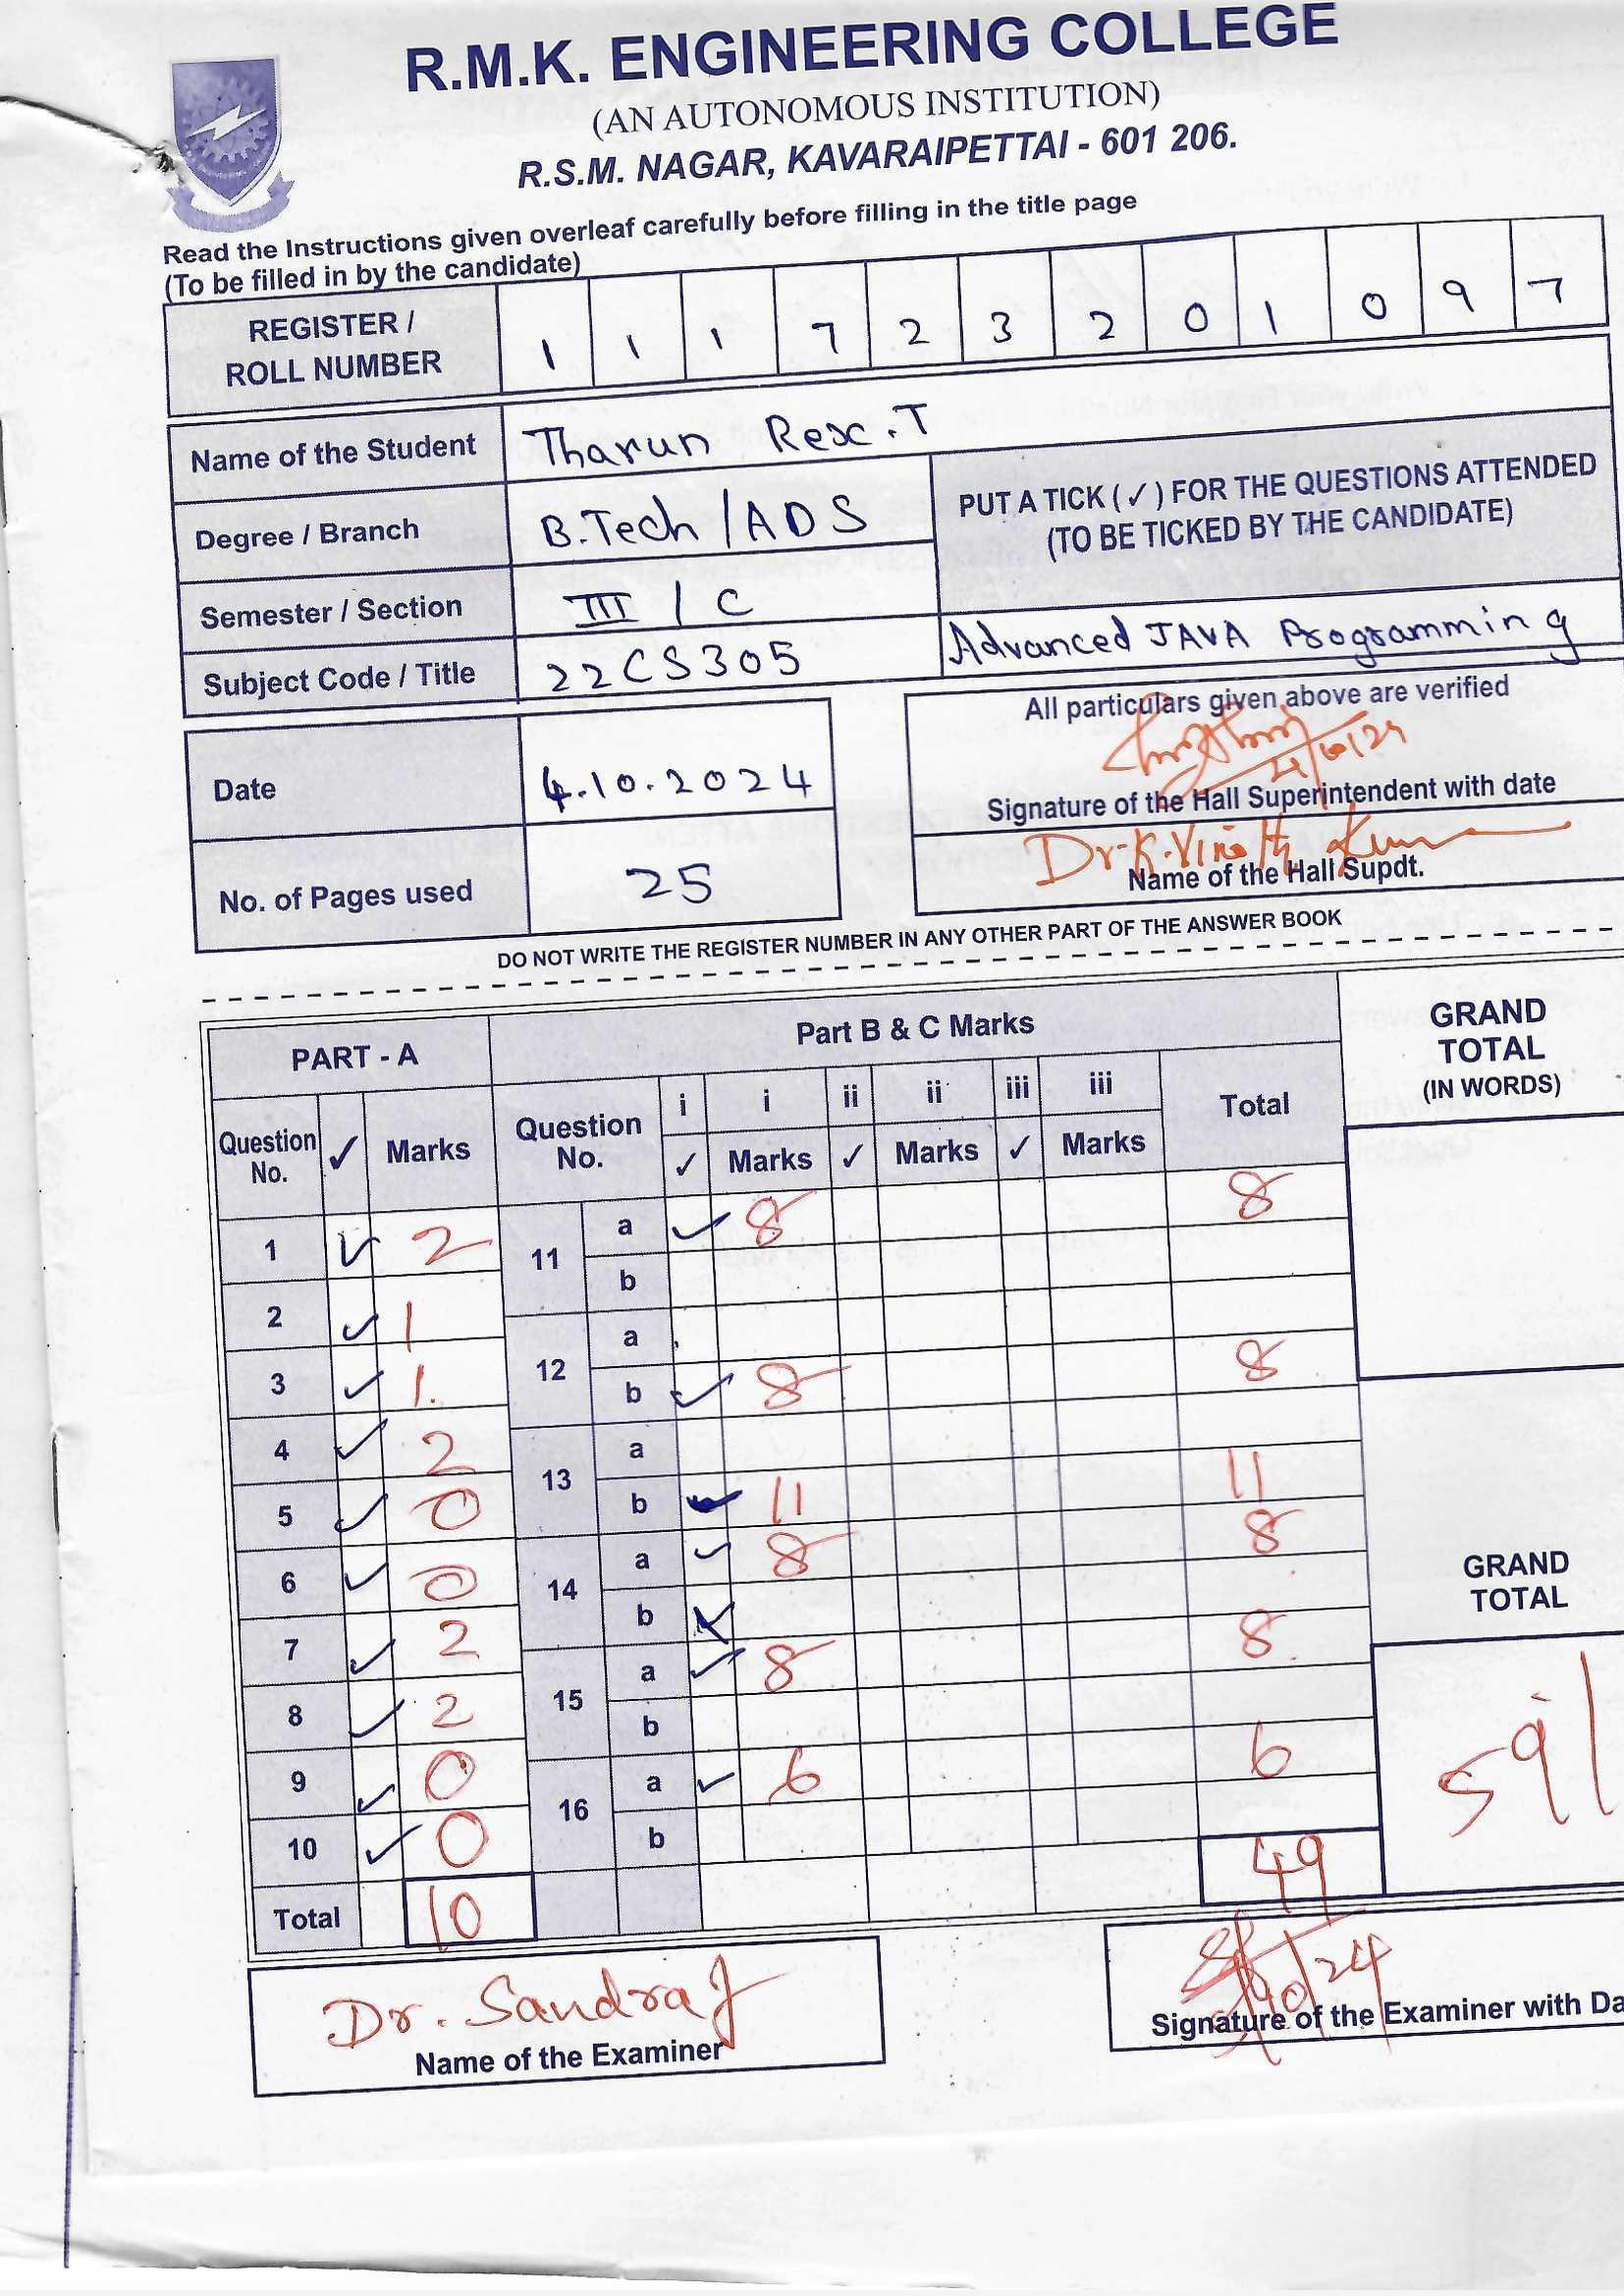 R.M.K. ENGINEERING COLLEGE
(AN AUTONOMOUS INSTITUTION)
R.S.M. NAGAR, KAVARAIPETTAI - 601 206.
Read the Instructions given overleaf carefully before filling in the title page
(To be filled in by the candidate)
REGISTER / ROLL NUMBER 1 1 1 7 2 3 2 0 1 0 9 7
Name of the Student Tharun Rex.T
Degree / Branch B.Tech / ADS
PUT A TICK (✓) FOR THE QUESTIONS ATTENDED
(TO BE TICKED BY THE CANDIDATE)
Semester / Section III / C
Subject Code / Title 22CS305 Advanced JAVA Programming
All particulars given above are verified
Date 4.10.2024
Signature of the Hall Superintendent with date
No. of Pages used 25
Dr. K. Vinoth Kumar
Name of the Hall Supdt.
DO NOT WRITE THE REGISTER NUMBER IN ANY OTHER PART OF THE ANSWER BOOK
PART - A Part B & C Marks GRAND TOTAL (IN WORDS)
Question No. ✓ Marks Question No. i ✓ i Marks ii ✓ ii Marks iii ✓ iii Marks Total
1 ✓ 2 11 a ✓ 8 8
b
2 ✓ 1
12 a
3 ✓ 1. b ✓ 8 8
4 ✓ 2 13 a
5 ✓ 0 b ✓ 11 11
6 ✓ 0 14 a ✓ 8 8
b
GRAND TOTAL
7 ✓ 2
15 a ✓ 8 8.
8 ✓ 2 b
9 ✓ 0 16 a ✓ 6 6
59
10 ✓ 0 b
Total 10 49
Dr. Sandra J
Name of the Examiner
Signature of the Examiner with Da